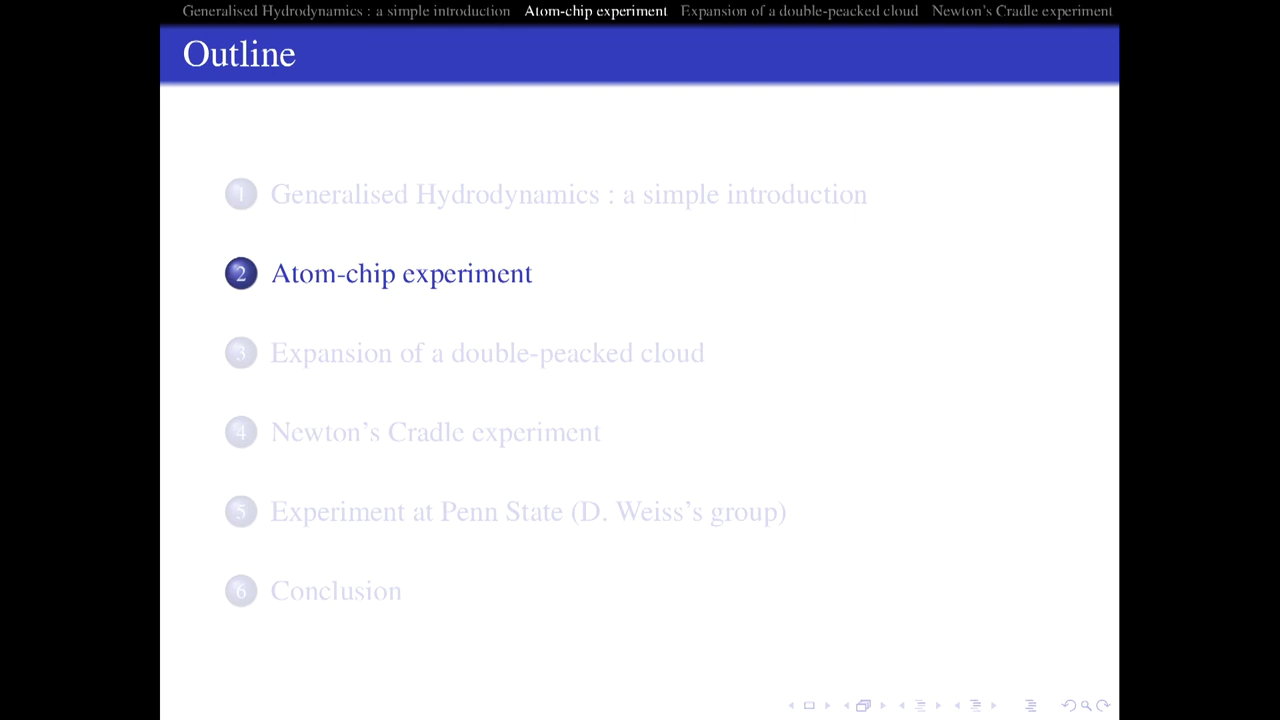 Generalised Hydrodynamics : a simple introduction Atom-chip experiment Expansion of a double-peacked cloud Newton's Cradle experiment
Outline
1 Generalised Hydrodynamics : a simple introduction
2 Atom-chip experiment
3 Expansion of a double-peacked cloud
4 Newton's Cradle experiment
5 Experiment at Penn State (D. Weiss's group)
6 Conclusion